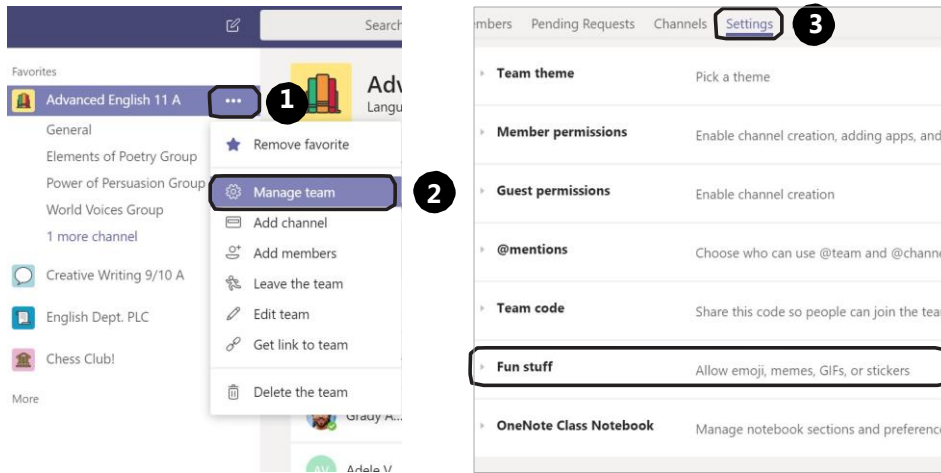 Search
Favorites
Advanced English 11 A
...
1
General
Elements of Poetry Group
Power of Persuasion Group
World Voices Group
1 more channel
Creative Writing 9/10 A
English Dept. PLC
Chess Club!
More
Adv
Langu
Remove favorite
Manage team
2
Add channel
Add members
Leave the team
Edit team
Get link to team
Delete the team
Grady A...
AV Adele V
mbers Pending Requests Channels Settings
3
Team theme Pick a theme
Member permissions Enable channel creation, adding apps, and
Guest permissions Enable channel creation
@mentions Choose who can use @team and @channe
Team code Share this code so people can join the tea
Fun stuff Allow emoji, memes, GIFs, or stickers
OneNote Class Notebook Manage notebook sections and preference